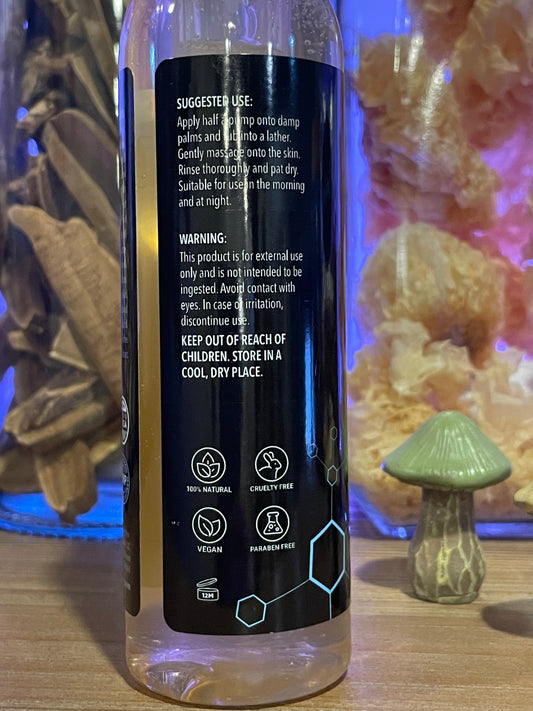 SUGGESTED USE:
Apply half a pump onto damp
palms and rub into a lather.
Gently massage onto the skin.
Rinse thoroughly and pat dry.
Suitable for use in the morning
and at night.
WARNING:
This product is for external use
only and is not intended to be
ingested. Avoid contact with
eyes. In case of irritation,
discontinue use.
KEEP OUT OF REACH OF
CHILDREN. STORE IN A
COOL, DRY PLACE.
100% NATURAL
CRUELTY FREE
VEGAN
PARABEN FREE
12M